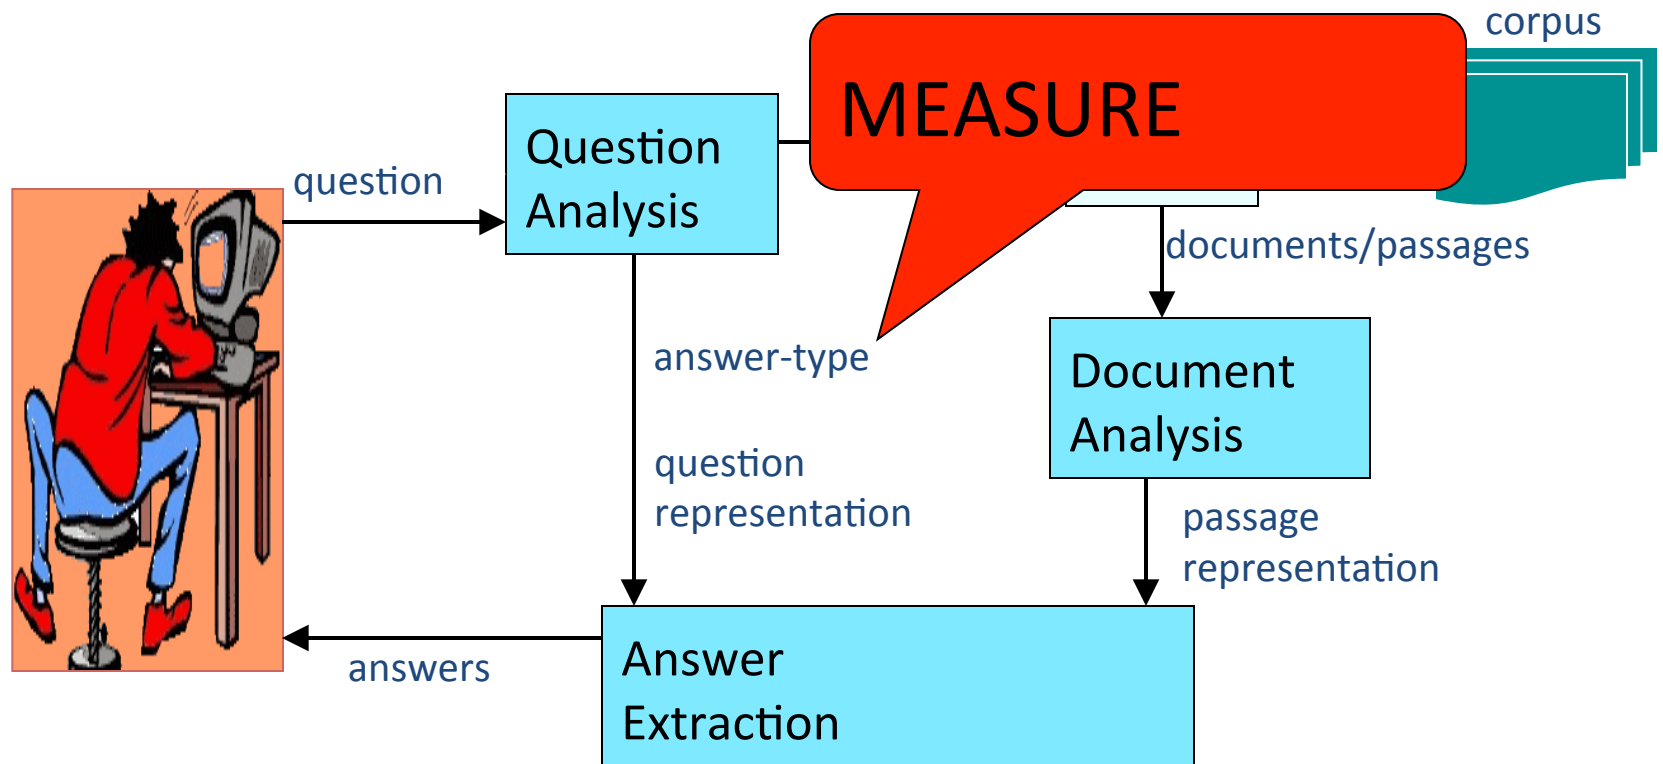 corpus
MEASURE
Question
Analysis
question
documents/passages
answer-type
Document
Analysis
question
representation
passage
representation
answers
Answer
Extraction